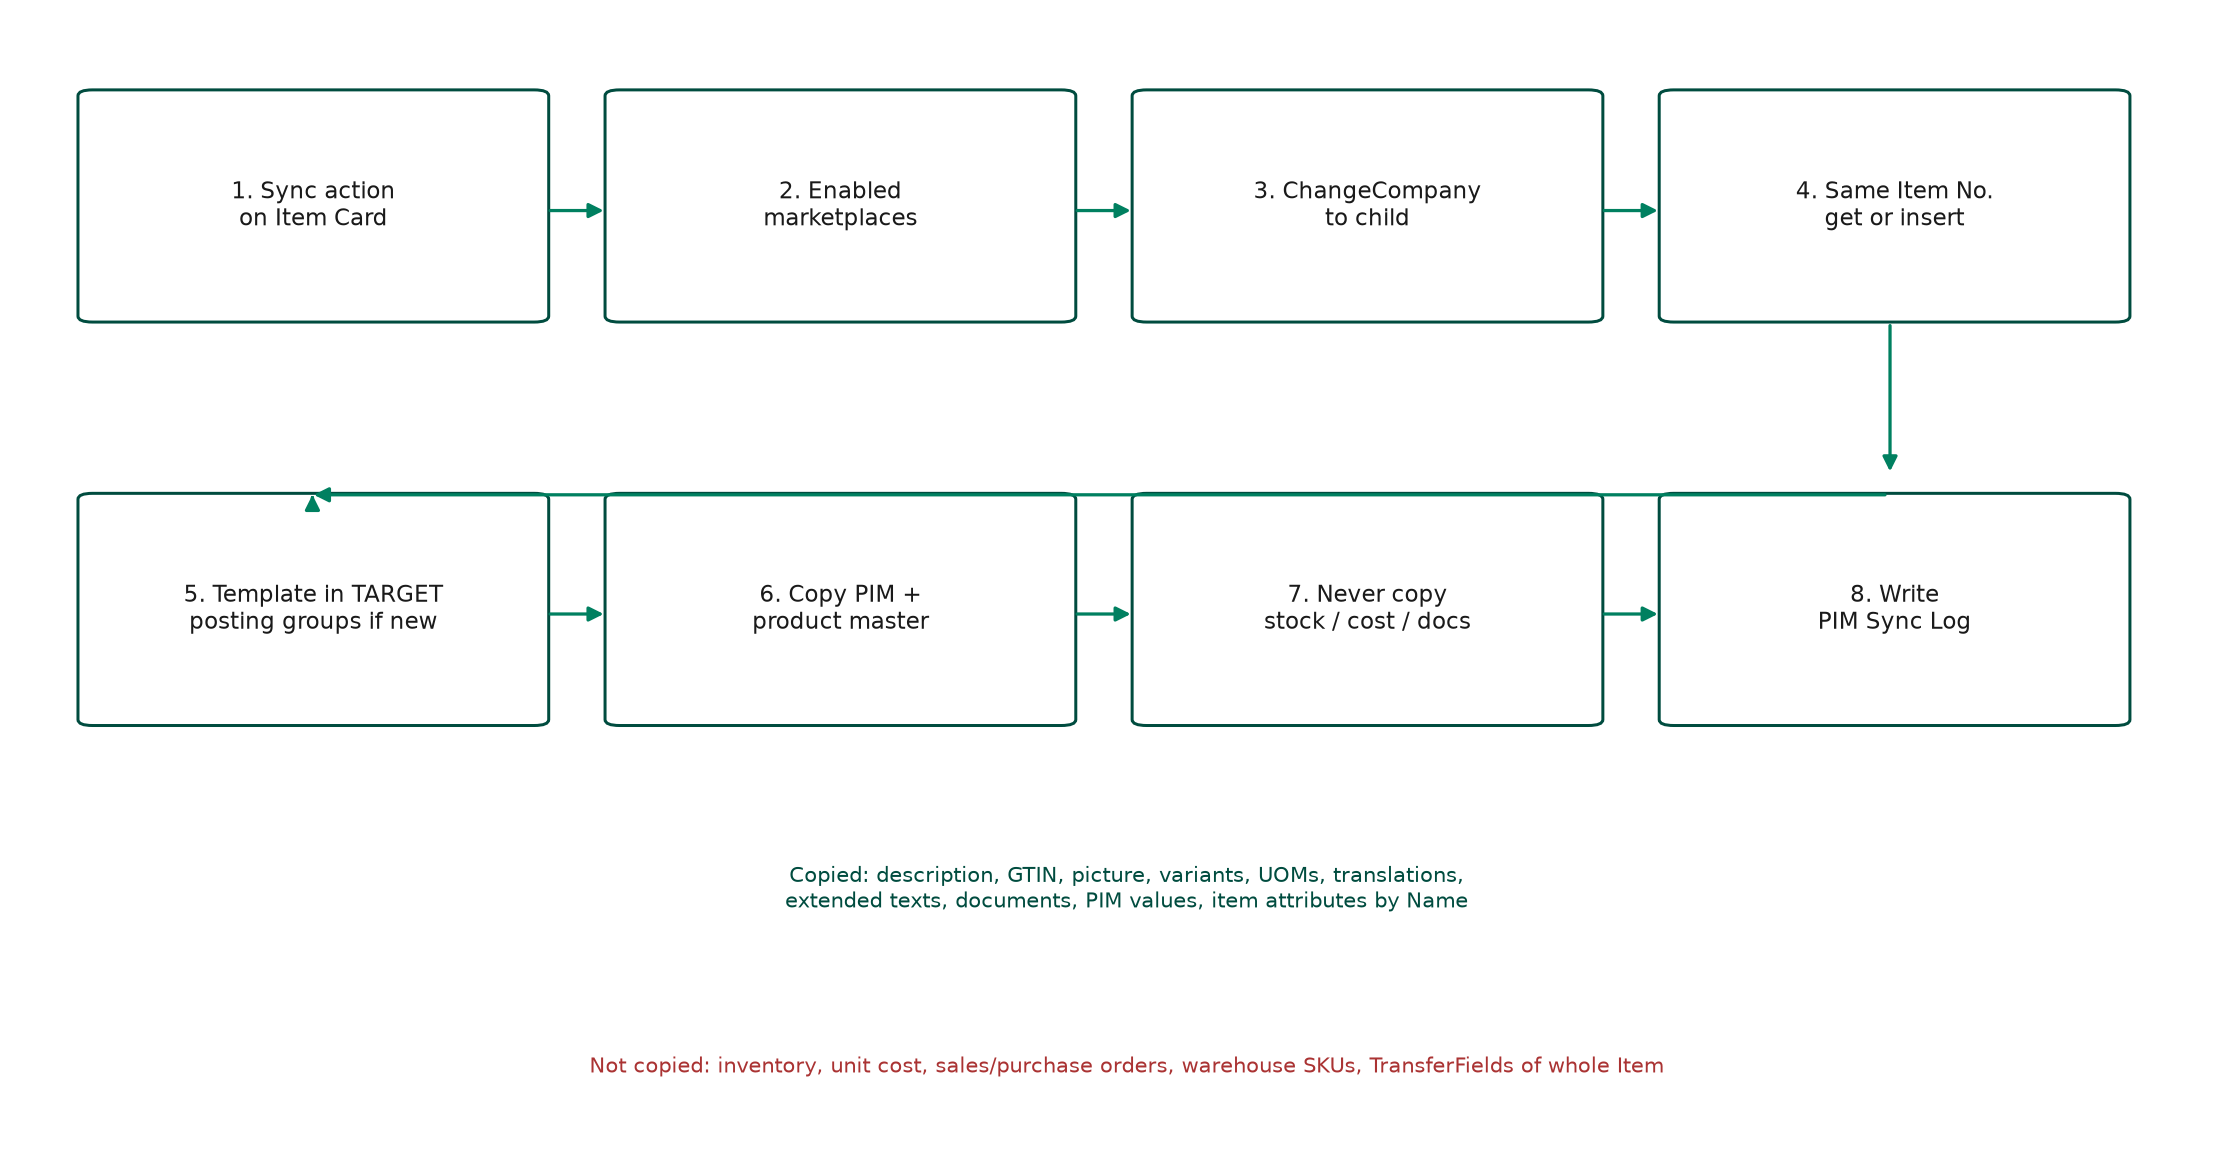 1. Sync action
on Item Card
2. Enabled
marketplaces
3. ChangeCompany
to child
4. Same Item No.
get or insert
5. Template in TARGET
posting groups if new
6. Copy PIM +
product master
7. Never copy
stock / cost / docs
8. Write
PIM Sync Log
Copied: description, GTIN, picture, variants, UOMs, translations,
extended texts, documents, PIM values, item attributes by Name
Not copied: inventory, unit cost, sales/purchase orders, warehouse SKUs, TransferFields of whole Item